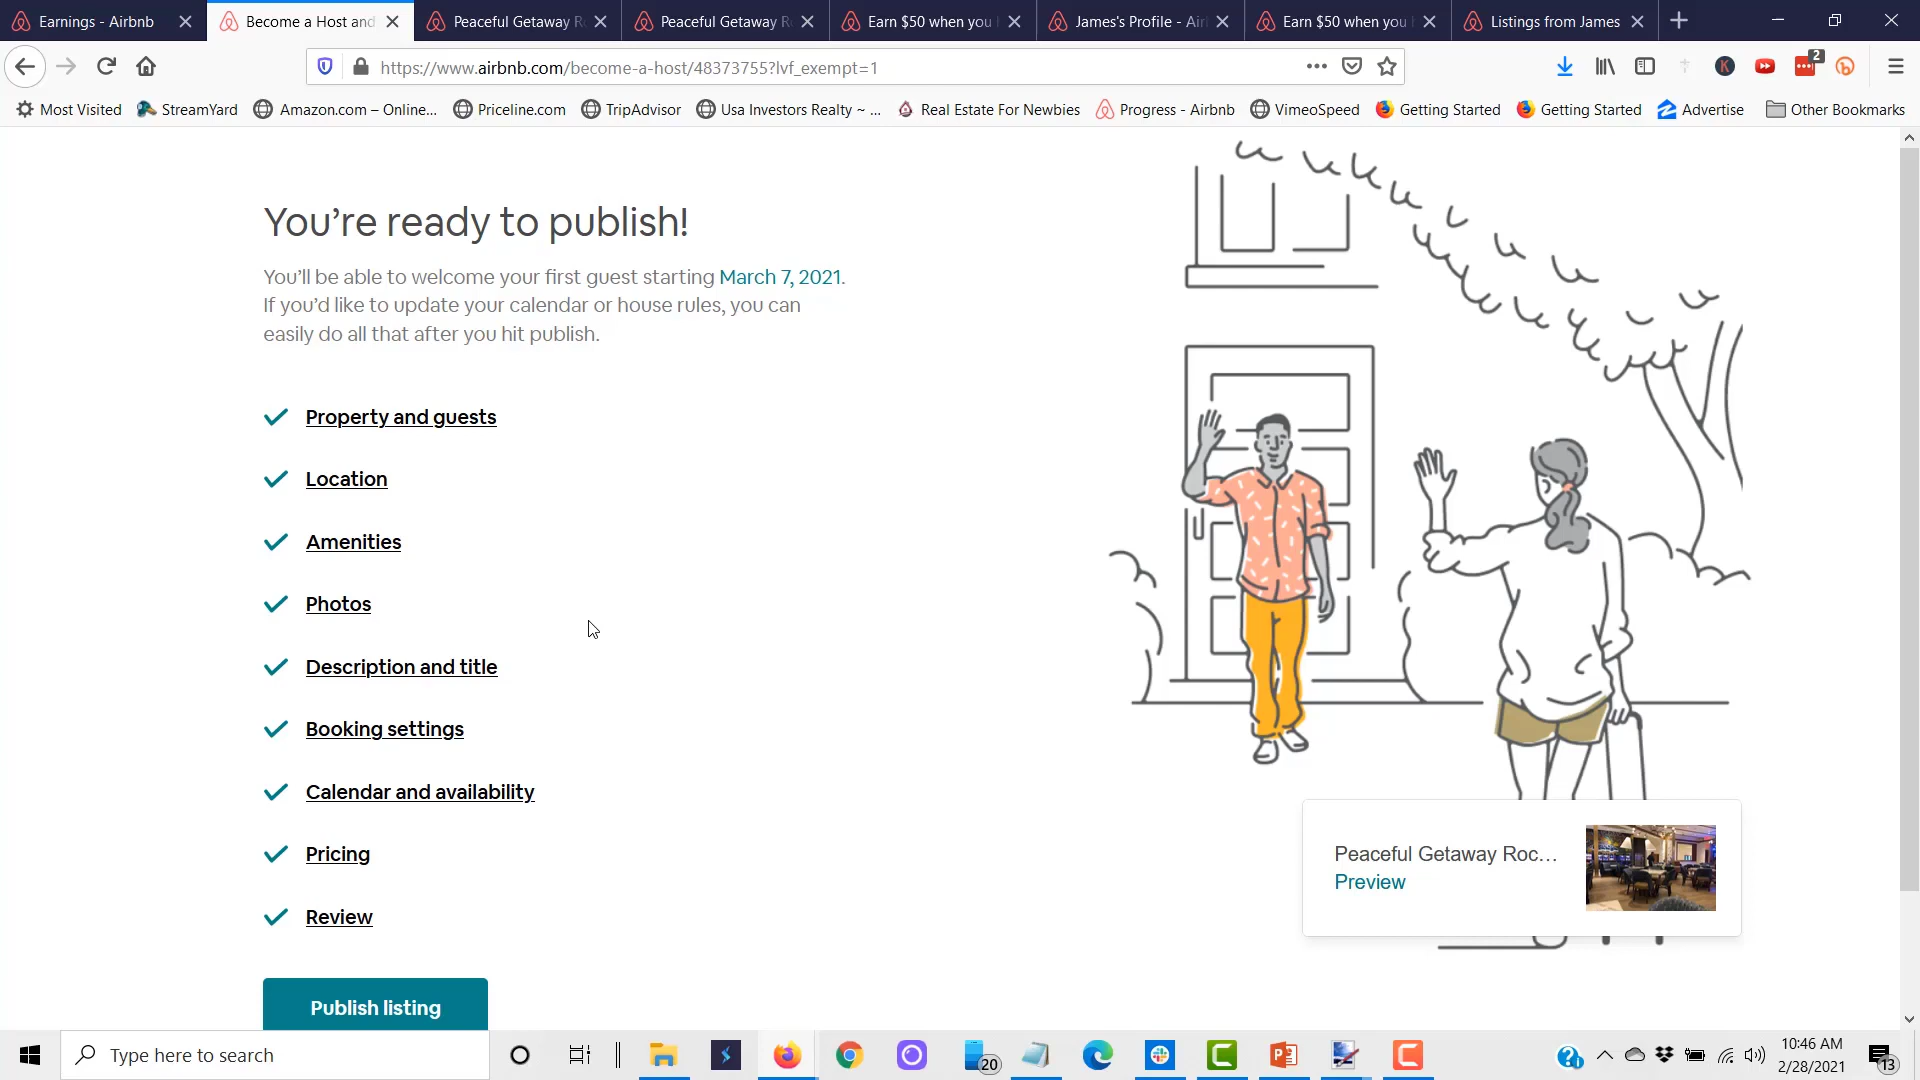 Earnings - Airbnb
Become a Host and
Peaceful Getaway R
Peaceful Getaway R
Earn $50 when you
James's Profile - Air
Earn $50 when you
Listings from James
https://www.airbnb.com/become-a-host/48373755?lvf_exempt=1
2
Most Visited
StreamYard
Amazon.com – Online...
Priceline.com
TripAdvisor
Usa Investors Realty ~ ...
Real Estate For Newbies
Progress - Airbnb
VimeoSpeed
Getting Started
Getting Started
Advertise
Other Bookmarks
You're ready to publish!
You'll be able to welcome your first guest starting March 7, 2021.
If you'd like to update your calendar or house rules, you can
easily do all that after you hit publish.
Property and guests
Location
Amenities
Photos
Description and title
Booking settings
Calendar and availability
Pricing
Review
Peaceful Getaway Roc...
Preview
Publish listing
Type here to search
20
10:46 AM
2/28/2021
13